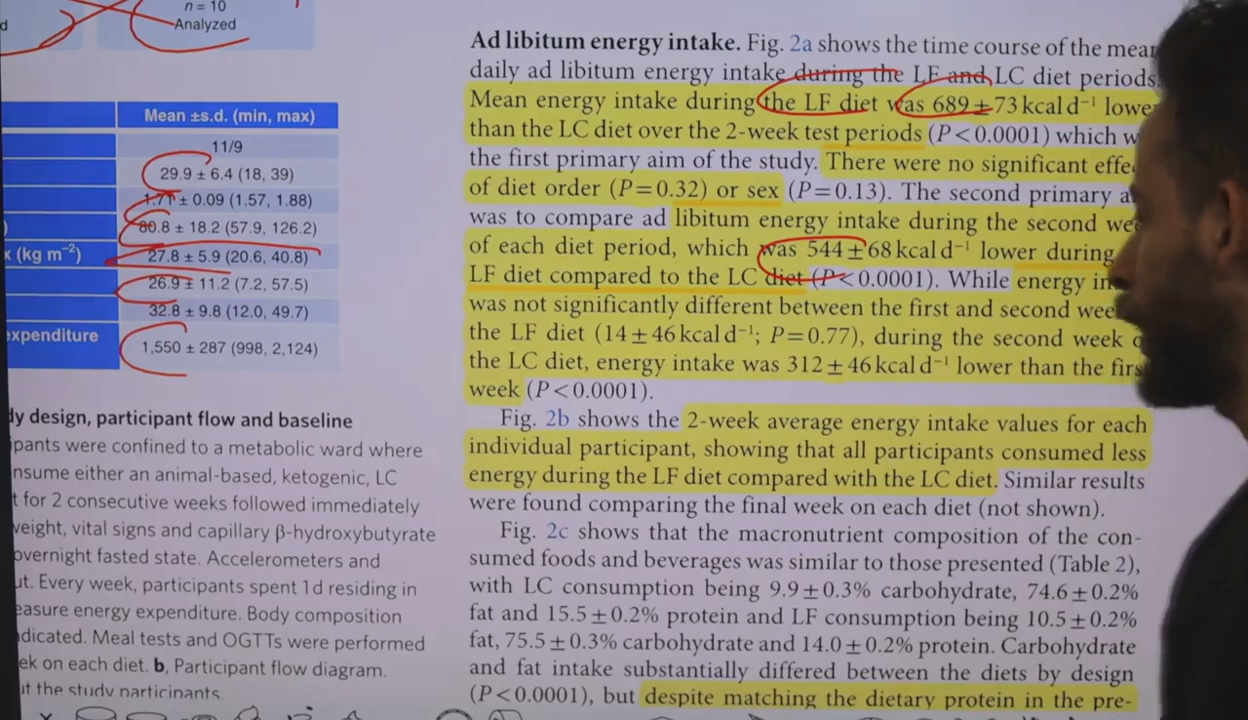 d
n = 10
Analyzed
Mean ±s.d. (min, max)
11/9
29.9 ± 6.4 (18, 39)
1.71 ± 0.09 (1.57, 1.88)
)
80.8 ± 18.2 (57.9, 126.2)
x (kg m−2)
27.8 ± 5.9 (20.6, 40.8)
26.9 ± 11.2 (7.2, 57.5)
32.8 ± 9.8 (12.0, 49.7)
expenditure
1,550 ± 287 (998, 2,124)
dy design, participant flow and baseline
ipants were confined to a metabolic ward where
nsume either an animal-based, ketogenic, LC
t for 2 consecutive weeks followed immediately
weight, vital signs and capillary β-hydroxybutyrate
overnight fasted state. Accelerometers and
ut. Every week, participants spent 1 d residing in
easure energy expenditure. Body composition
ndicated. Meal tests and OGTTs were performed
ek on each diet. b, Participant flow diagram.
ut the study participants.
Ad libitum energy intake. Fig. 2a shows the time course of the mean
daily ad libitum energy intake during the LF and LC diet periods.
Mean energy intake during the LF diet was 689 ± 73 kcal d−1 lower
than the LC diet over the 2-week test periods (P < 0.0001) which w
the first primary aim of the study. There were no significant effe
of diet order (P = 0.32) or sex (P = 0.13). The second primary a
was to compare ad libitum energy intake during the second wee
of each diet period, which was 544 ± 68 kcal d−1 lower during
LF diet compared to the LC diet (P < 0.0001). While energy in
was not significantly different between the first and second wee
the LF diet (14 ± 46 kcal d−1; P = 0.77), during the second week o
the LC diet, energy intake was 312 ± 46 kcal d−1 lower than the firs
week (P < 0.0001).
Fig. 2b shows the 2-week average energy intake values for each
individual participant, showing that all participants consumed less
energy during the LF diet compared with the LC diet. Similar results
were found comparing the final week on each diet (not shown).
Fig. 2c shows that the macronutrient composition of the con-
sumed foods and beverages was similar to those presented (Table 2),
with LC consumption being 9.9 ± 0.3% carbohydrate, 74.6 ± 0.2%
fat and 15.5 ± 0.2% protein and LF consumption being 10.5 ± 0.2%
fat, 75.5 ± 0.3% carbohydrate and 14.0 ± 0.2% protein. Carbohydrate
and fat intake substantially differed between the diets by design
(P < 0.0001), but despite matching the dietary protein in the pre-